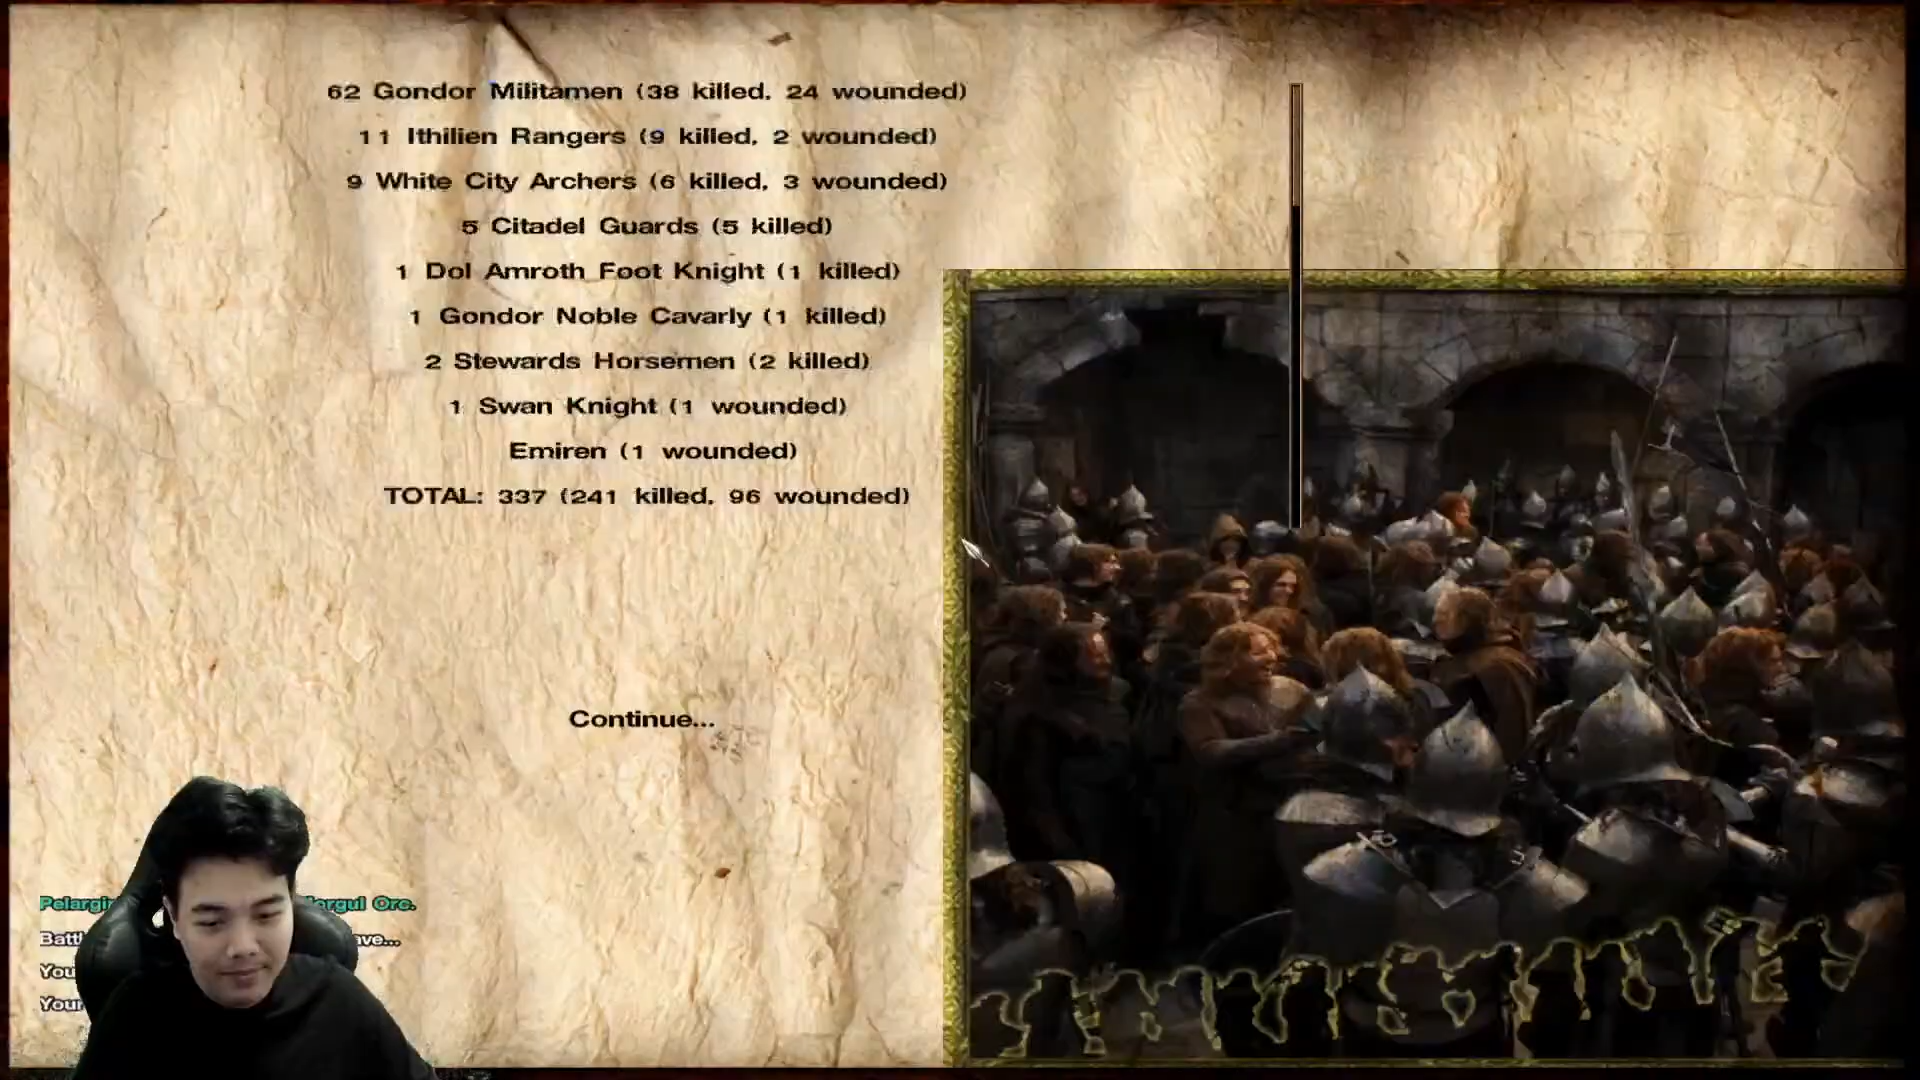 62 Gondor Militamen (38 killed, 24 wounded)
11 Ithilien Rangers (9 killed, 2 wounded)
9 White City Archers (6 killed, 3 wounded)
5 Citadel Guards (5 killed)
1 Dol Amroth Foot Knight (1 killed)
1 Gondor Noble Cavarly (1 killed)
2 Stewards Horsemen (2 killed)
1 Swan Knight (1 wounded)
Emiren (1 wounded)
TOTAL: 337 (241 killed, 96 wounded)
Continue...
Orc.